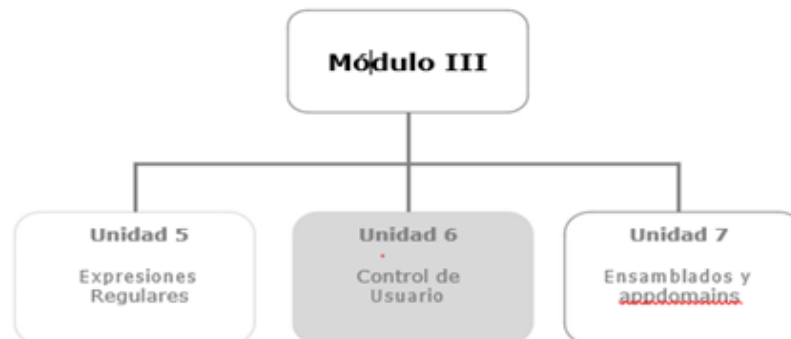 Módulo III
Unidad 5
Expresiones
Regulares
Unidad 6
Control de
Usuario
Unidad 7
Ensamblados y
appdomains